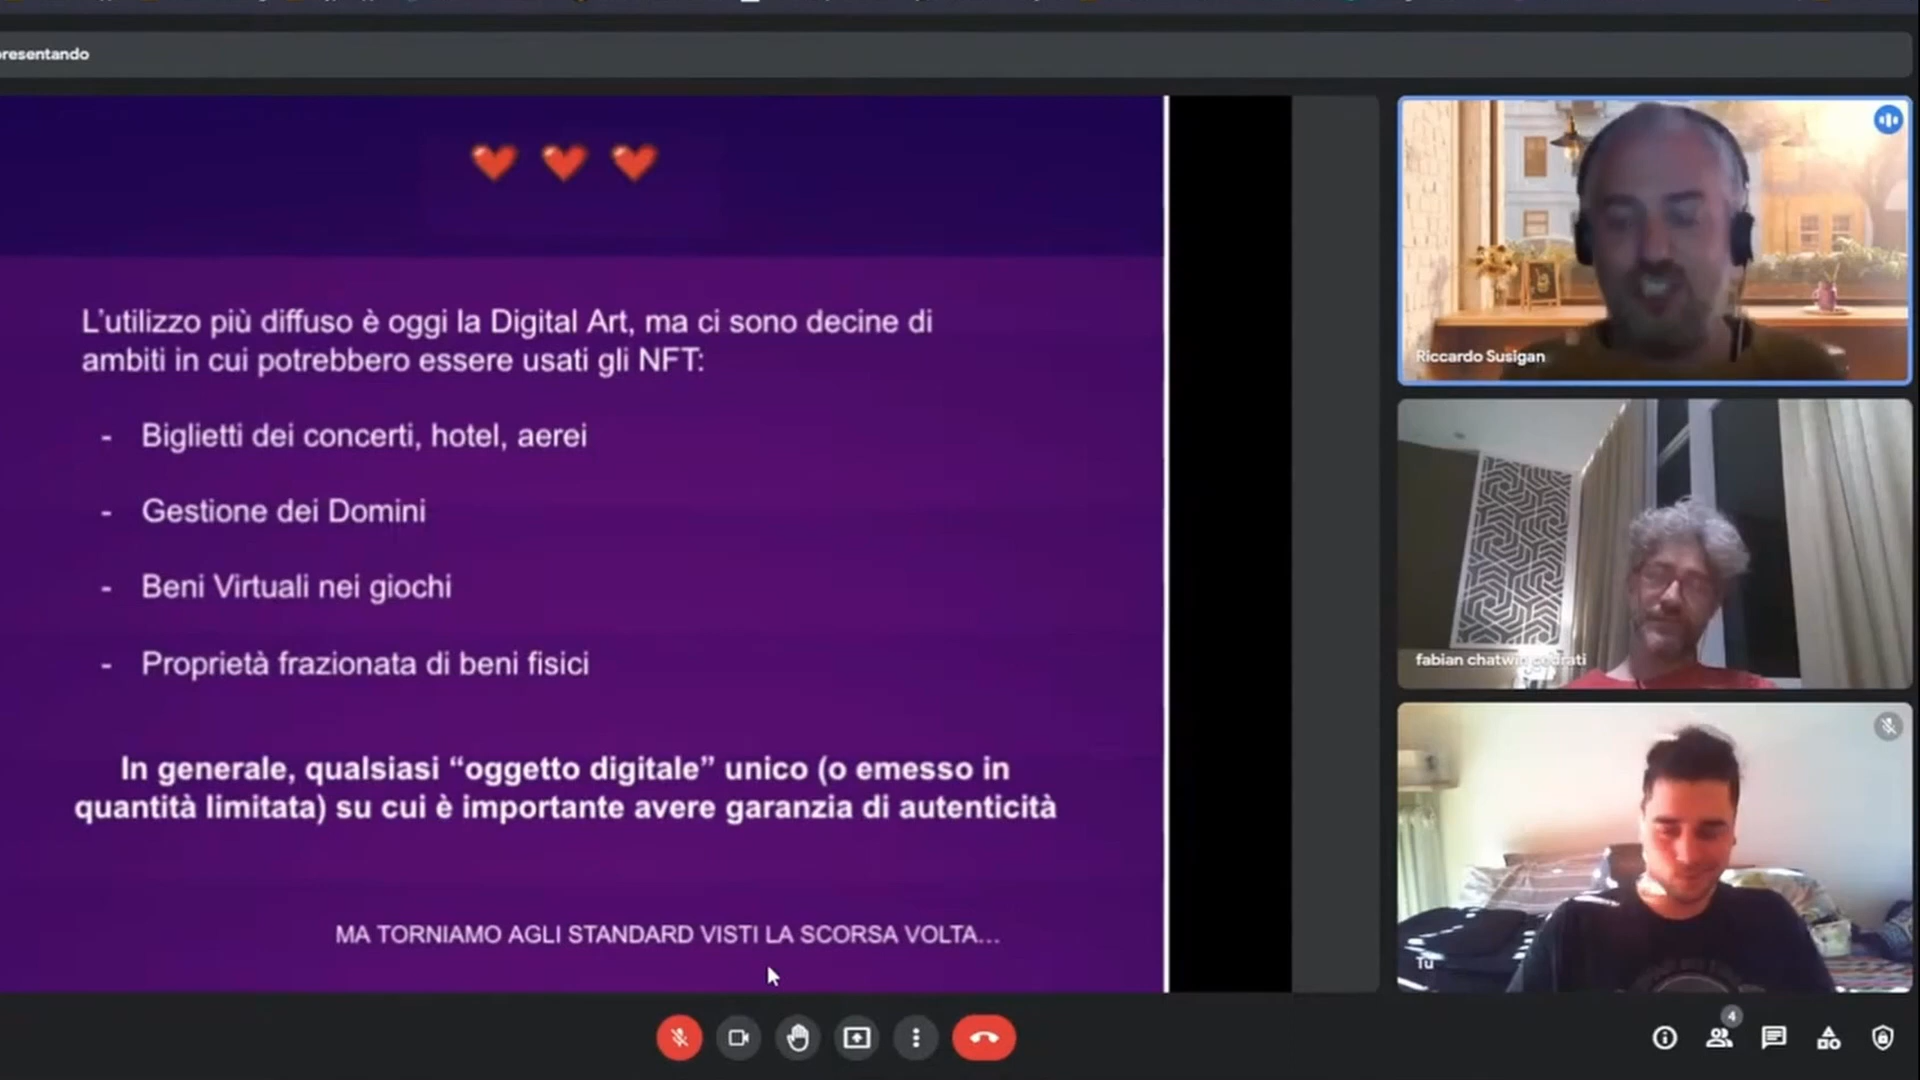 presentando
L'utilizzo più diffuso è oggi la Digital Art, ma ci sono decine di
ambiti in cui potrebbero essere usati gli NFT:
- Biglietti dei concerti, hotel, aerei
- Gestione dei Domini
- Beni Virtuali nei giochi
- Proprietà frazionata di beni fisici
In generale, qualsiasi “oggetto digitale” unico (o emesso in
quantità limitata) su cui è importante avere garanzia di autenticità
MA TORNIAMO AGLI STANDARD VISTI LA SCORSA VOLTA...
Riccardo Susigan
fabian chatwin
Tu
4